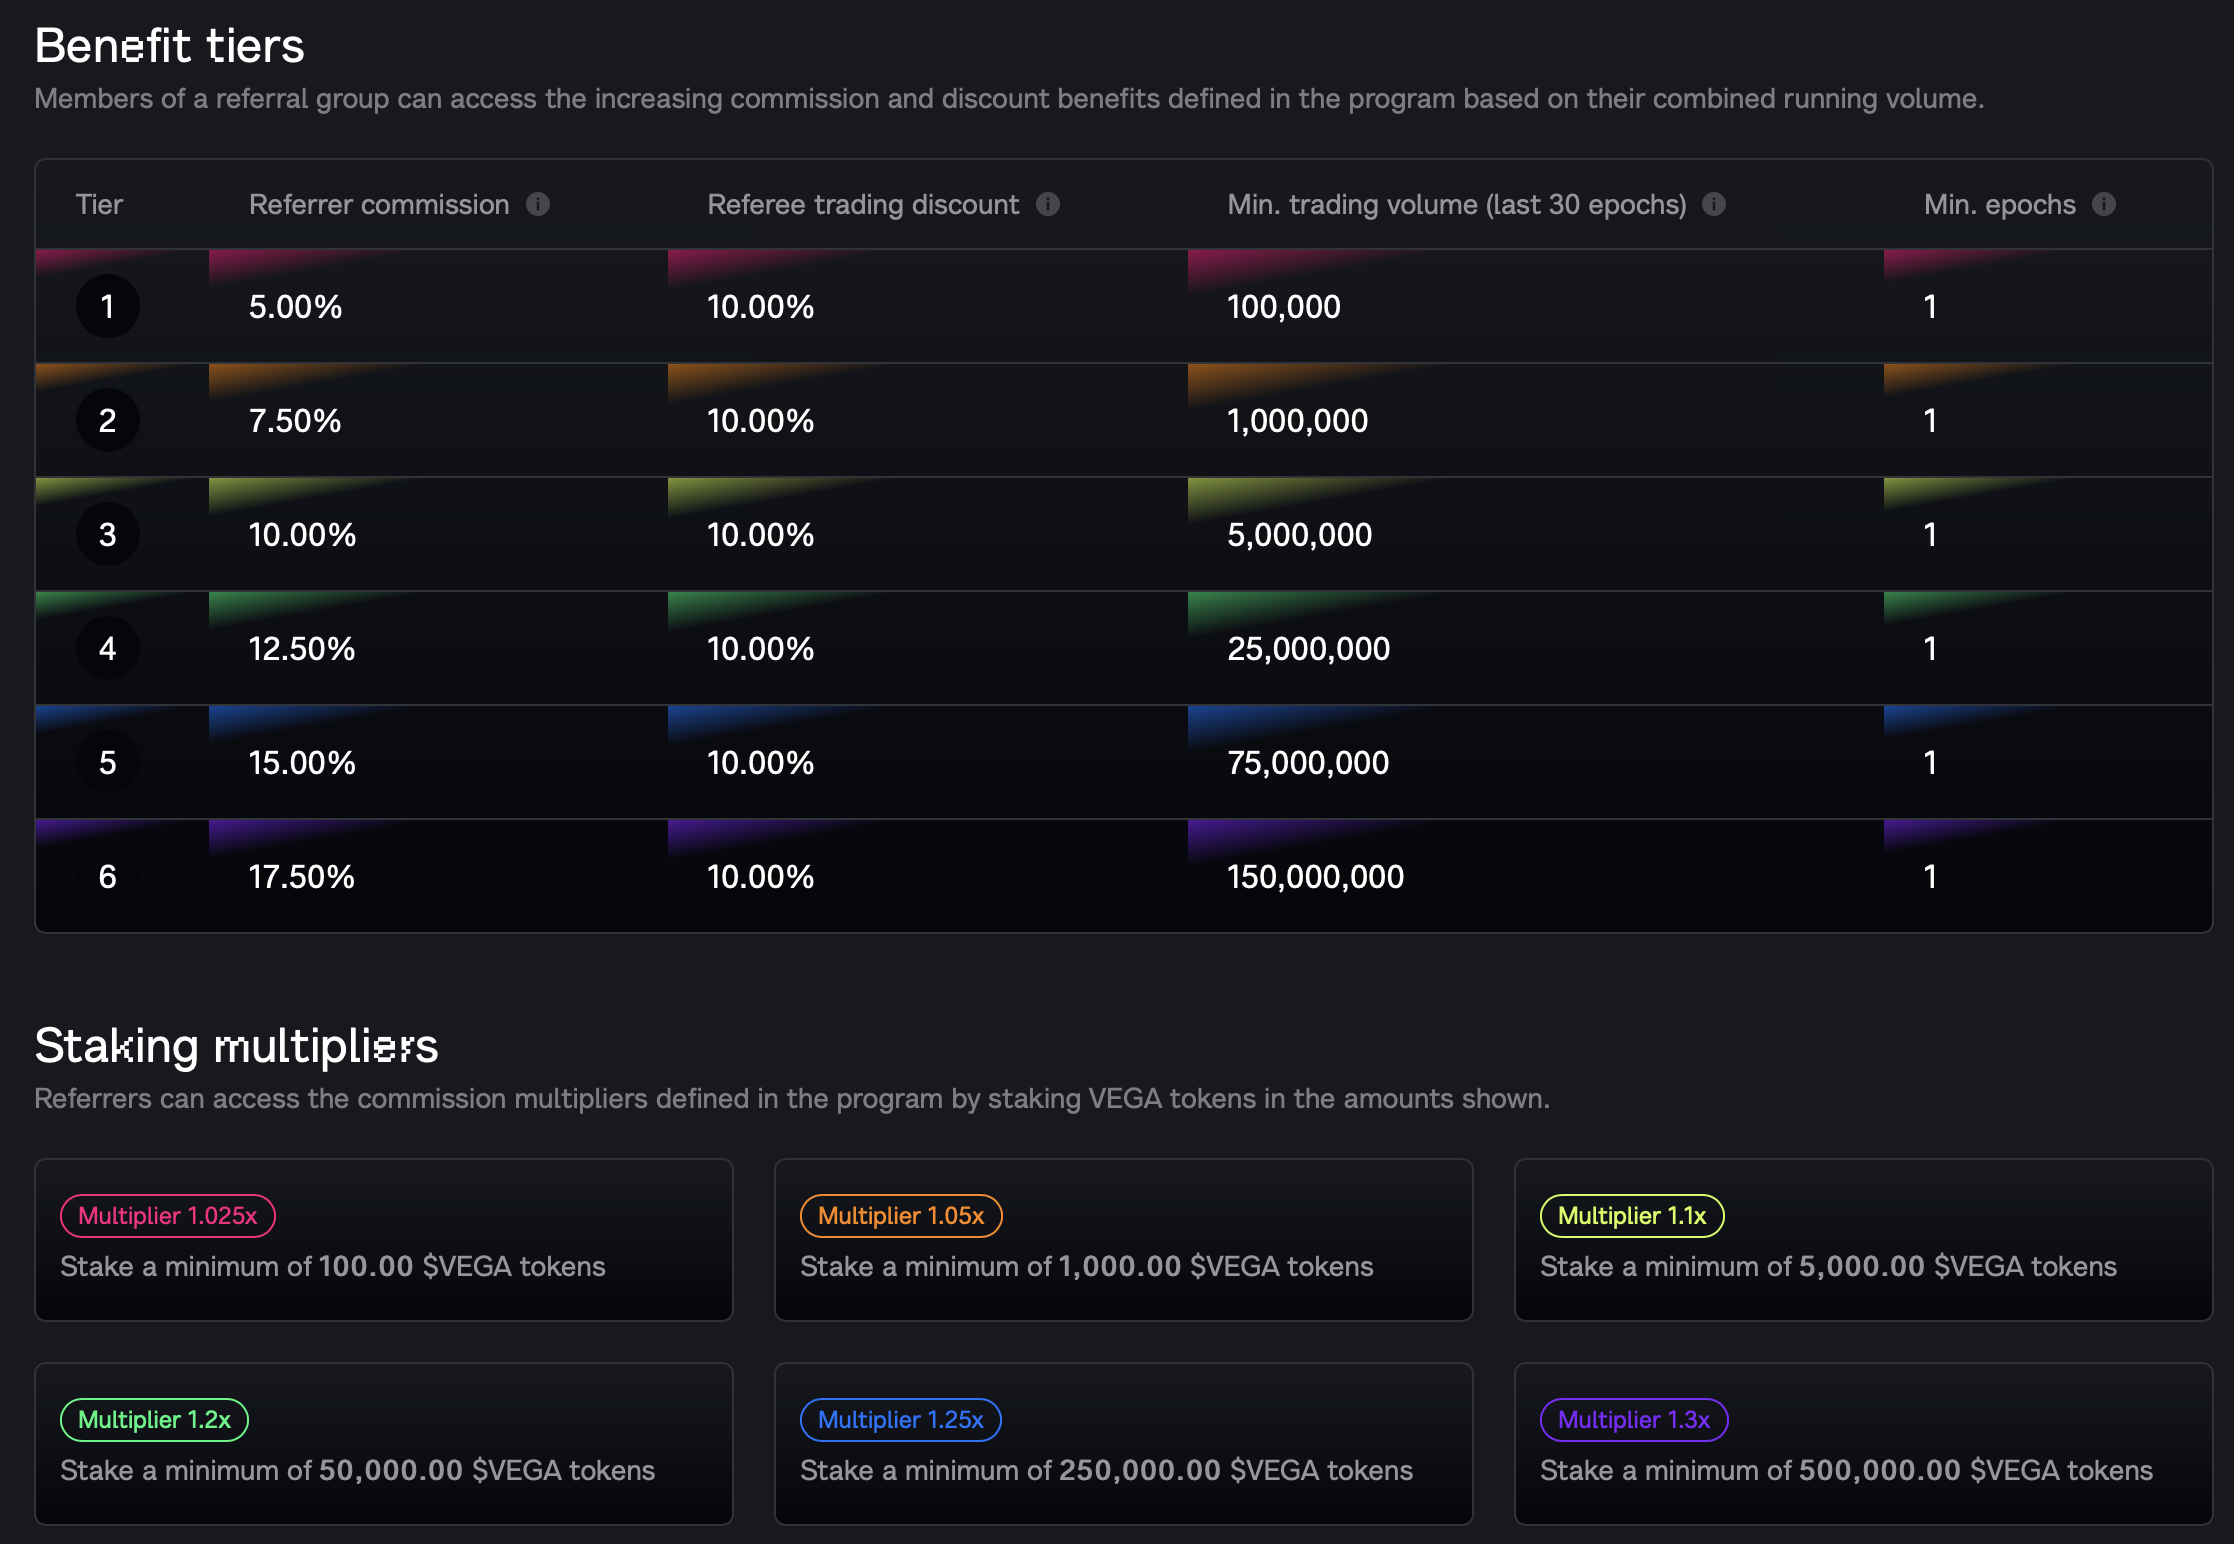 Benefit tiers
Members of a referral group can access the increasing commission and discount benefits defined in the program based on their combined running volume.
Tier Referrer commission Referee trading discount Min. trading volume (last 30 epochs) Min. epochs
1 5.00% 10.00% 100,000 1
2 7.50% 10.00% 1,000,000 1
3 10.00% 10.00% 5,000,000 1
4 12.50% 10.00% 25,000,000 1
5 15.00% 10.00% 75,000,000 1
6 17.50% 10.00% 150,000,000 1
Staking multipliers
Referrers can access the commission multipliers defined in the program by staking VEGA tokens in the amounts shown.
Multiplier 1.025x
Stake a minimum of 100.00 $VEGA tokens
Multiplier 1.05x
Stake a minimum of 1,000.00 $VEGA tokens
Multiplier 1.1x
Stake a minimum of 5,000.00 $VEGA tokens
Multiplier 1.2x
Stake a minimum of 50,000.00 $VEGA tokens
Multiplier 1.25x
Stake a minimum of 250,000.00 $VEGA tokens
Multiplier 1.3x
Stake a minimum of 500,000.00 $VEGA tokens